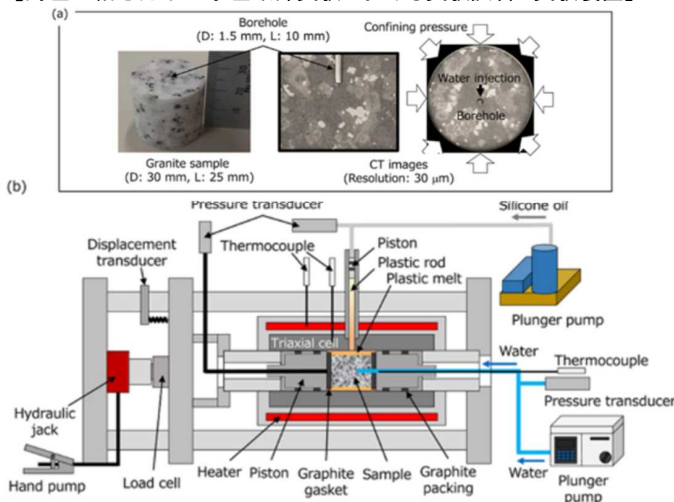 (a)
Borehole
(D: 1.5 mm, L: 10 mm)
Confining pressure
Water injection
Borehole
Granite sample
(D: 30 mm, L: 25 mm)
CT images
(Resolution: 30 μm)
(b)
Pressure transducer
Silicone oil
Displacement
transducer
Thermocouple
Piston
Plastic rod
Plastic melt
Plunger pump
Triaxial cell
Water
Thermocouple
Pressure transducer
Hydraulic
jack
Hand pump
Load cell
Heater
Piston
Graphite
gasket
Sample
Graphite
packing
Water
Plunger
pump